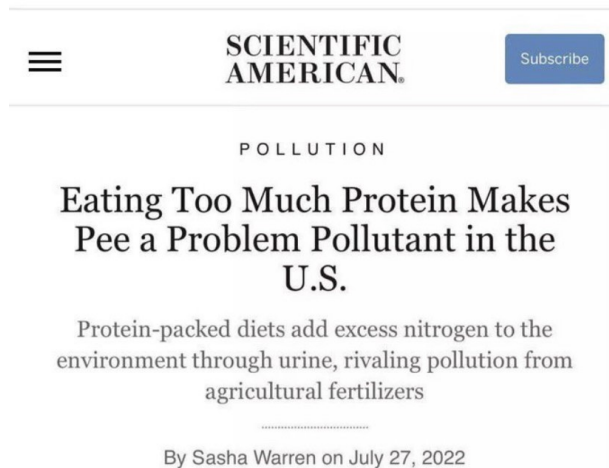 SCIENTIFIC
AMERICAN®
Subscribe
POLLUTION
Eating Too Much Protein Makes
Pee a Problem Pollutant in the
U.S.
Protein-packed diets add excess nitrogen to the
environment through urine, rivaling pollution from
agricultural fertilizers
By Sasha Warren on July 27, 2022